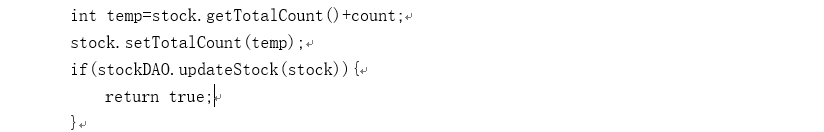 int temp=stock.getTotalCount()+count;
stock.setTotalCount(temp);
if(stockDAO.updateStock(stock)){
return true;
}